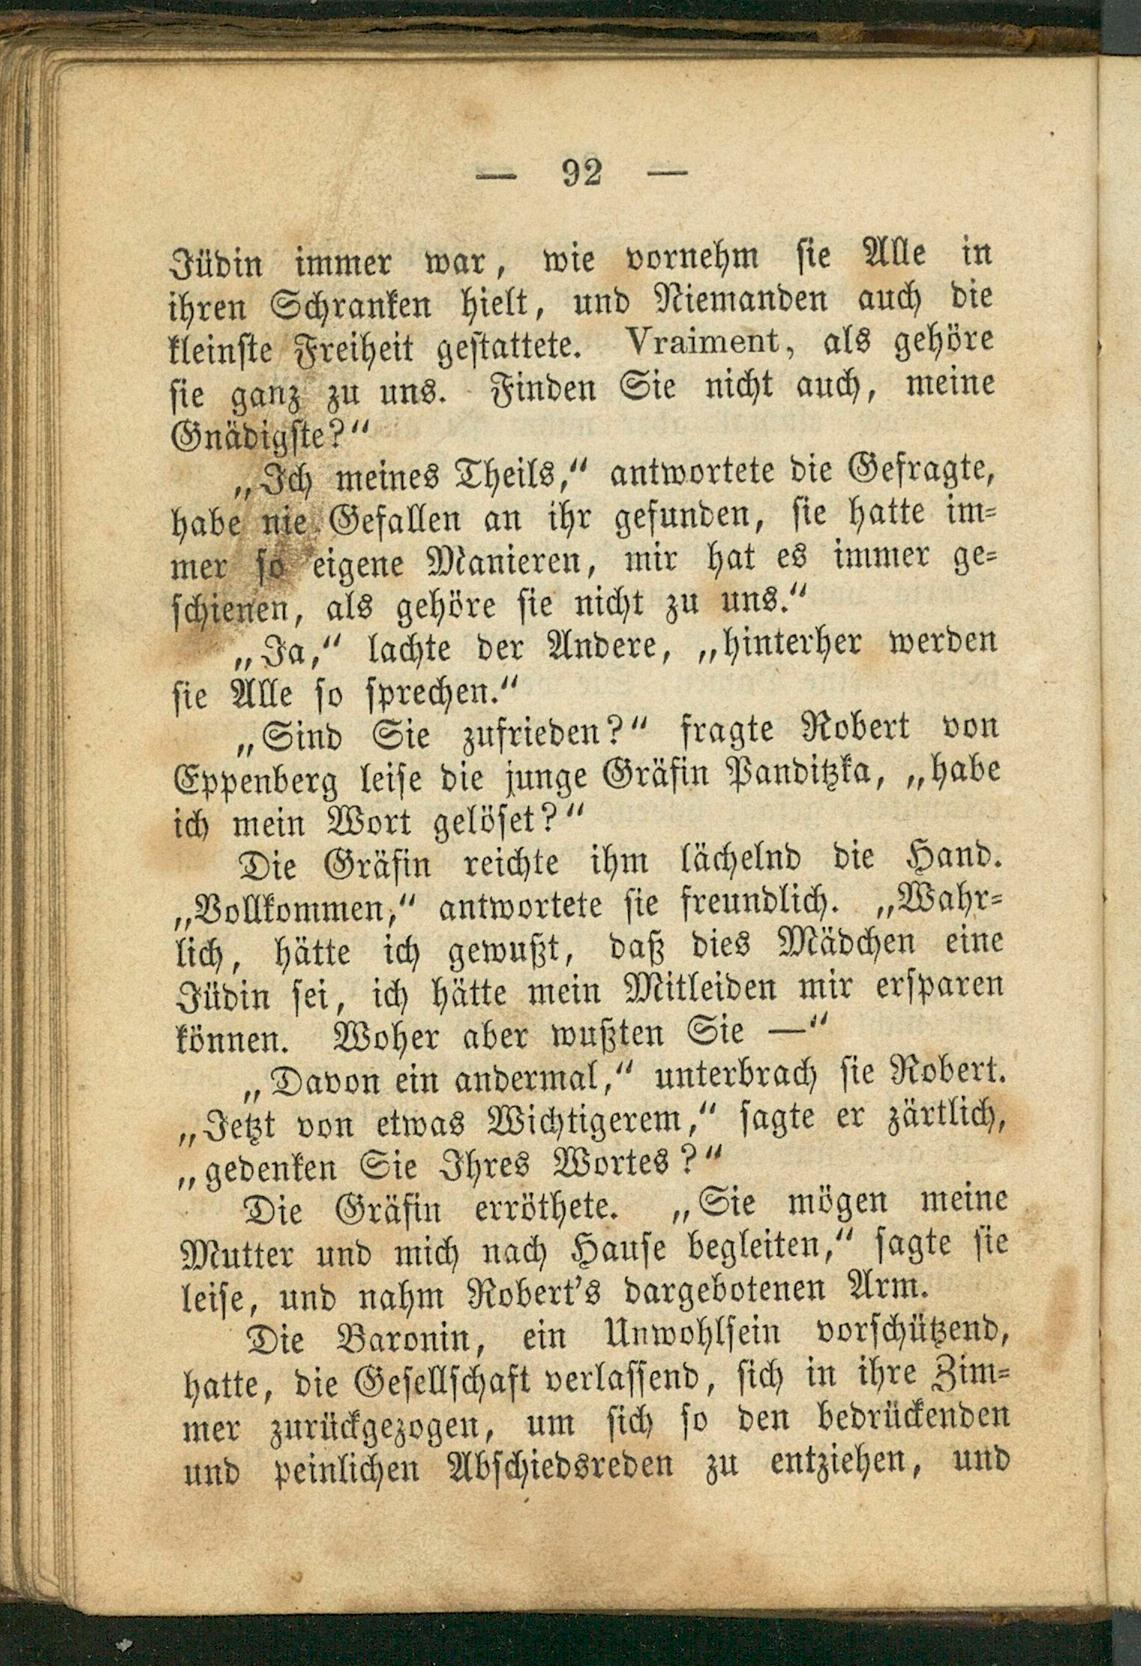 — 92 —
Jüdin immer war, wie vornehm sie Alle in
ihren Schranken hielt, und Niemanden auch die
kleinste Freiheit gestattete. Vraiment, als gehöre
sie ganz zu uns. Finden Sie nicht auch, meine
Gnädigste?“
„Ich meines Theils,“ antwortete die Gefragte,
habe nie Gefallen an ihr gefunden, sie hatte im=
mer so eigene Manieren, mir hat es immer ge=
schienen, als gehöre sie nicht zu uns.“
„Ja,“ lachte der Andere, „hinterher werden
sie Alle so sprechen.“
„Sind Sie zufrieden?“ fragte Robert von
Eppenberg leise die junge Gräfin Panditzka, „habe
ich mein Wort gelöset?“
Die Gräfin reichte ihm lächelnd die Hand.
„Vollkommen,“ antwortete sie freundlich. „Wahr=
lich, hätte ich gewußt, daß dies Mädchen eine
Jüdin sei, ich hätte mein Mitleiden mir ersparen
können. Woher aber wußten Sie —“
„Davon ein andermal,“ unterbrach sie Robert.
„Jetzt von etwas Wichtigerem,“ sagte er zärtlich,
„gedenken Sie Ihres Wortes?“
Die Gräfin erröthete. „Sie mögen meine
Mutter und mich nach Hause begleiten,“ sagte sie
leise, und nahm Robert's dargebotenen Arm.
Die Baronin, ein Unwohlsein vorschützend,
hatte, die Gesellschaft verlassend, sich in ihre Zim=
mer zurückgezogen, um sich so den bedrückenden
und peinlichen Abschiedsreden zu entziehen, und